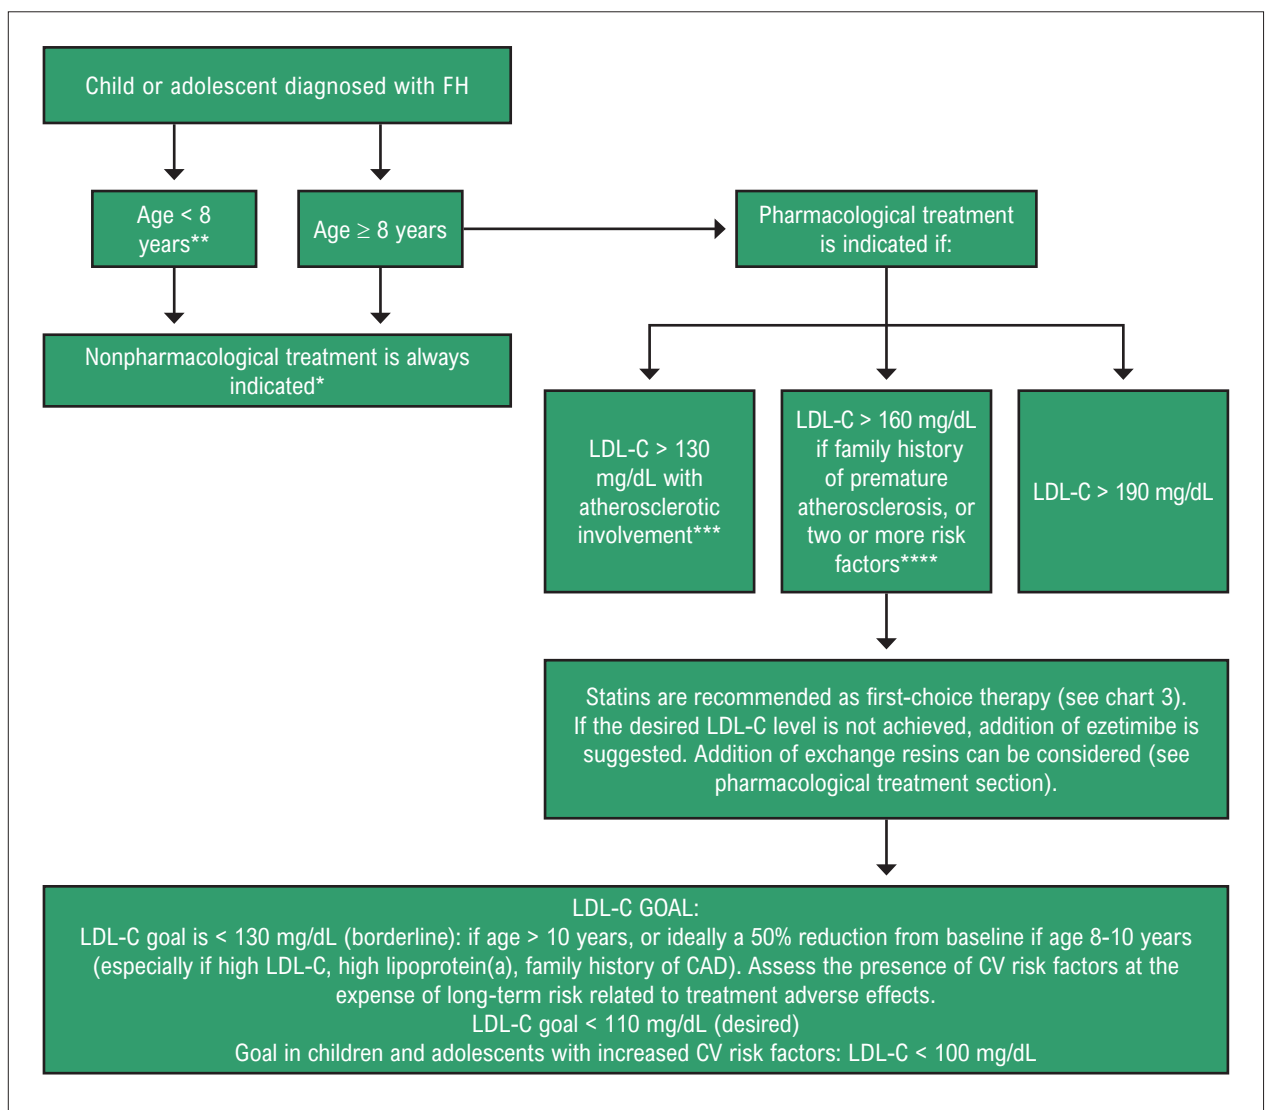 Child or adolescent diagnosed with FH
Age < 8
years**
Age ≥ 8 years
Pharmacological treatment
is indicated if:
Nonpharmacological treatment is always
indicated*
LDL-C > 130
mg/dL with
atherosclerotic
involvement***
LDL-C > 160 mg/dL
if family history
of premature
atherosclerosis, or
two or more risk
factors****
LDL-C > 190 mg/dL
Statins are recommended as first-choice therapy (see chart 3).
If the desired LDL-C level is not achieved, addition of ezetimibe is
suggested. Addition of exchange resins can be considered (see
pharmacological treatment section).
LDL-C GOAL:
LDL-C goal is < 130 mg/dL (borderline): if age > 10 years, or ideally a 50% reduction from baseline if age 8-10 years
(especially if high LDL-C, high lipoprotein(a), family history of CAD). Assess the presence of CV risk factors at the
expense of long-term risk related to treatment adverse effects.
LDL-C goal < 110 mg/dL (desired)
Goal in children and adolescents with increased CV risk factors: LDL-C < 100 mg/dL